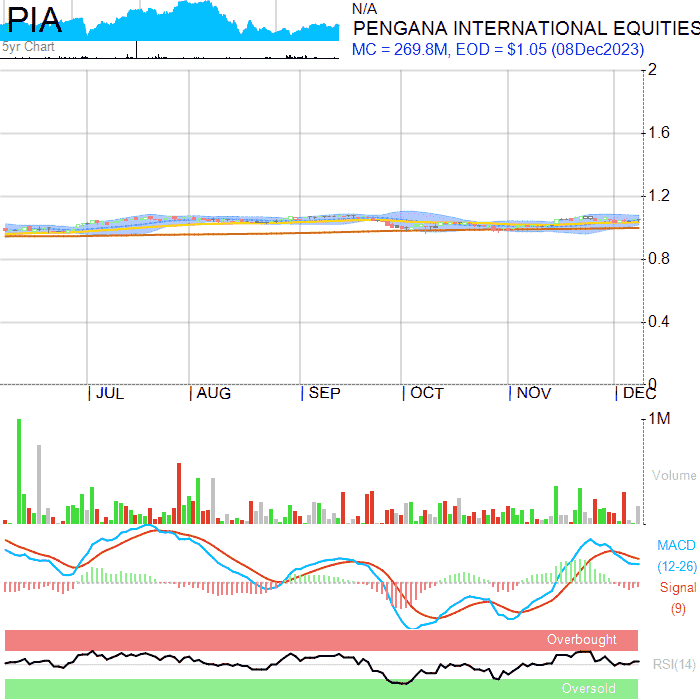 PIA
5yr Chart
N/A
PENGANA INTERNATIONAL EQUITIES
MC = 269.8M, EOD = $1.05 (08Dec2023)
2
1.6
1.2
0.8
0.4
0
JUL AUG SEP OCT NOV DEC
1M
Volume
MACD
(12-26)
Signal
(9)
Overbought
RSI(14)
Oversold